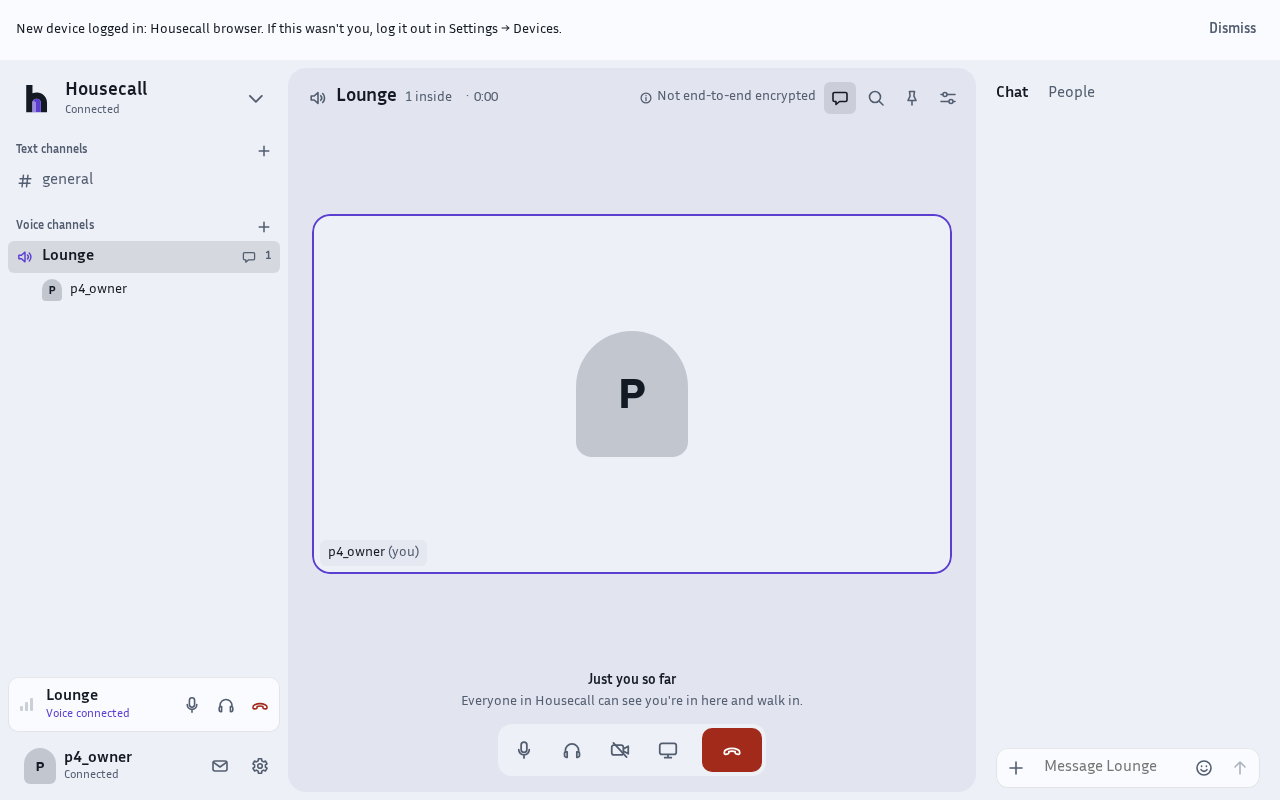 New device logged in: Housecall browser. If this wasn't you, log it out in Settings → Devices.
Dismiss
Housecall
Connected
Text channels
general
Voice channels
Lounge
1
P
p4_owner
Lounge
Voice connected
P
p4_owner
Connected
Lounge 1 inside · 0:00
Not end-to-end encrypted
P
p4_owner (you)
Just you so far
Everyone in Housecall can see you're in here and walk in.
Chat People
Message Lounge